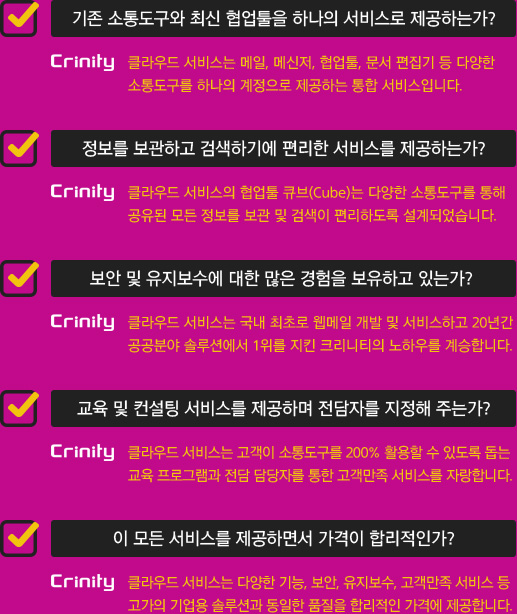 기존 소통도구와 최신 협업툴을 하나의 서비스로 제공하는가?
Crinity 클라우드 서비스는 메일, 메신저, 협업툴, 문서 편집기 등 다양한
소통도구를 하나의 계정으로 제공하는 통합 서비스입니다.
정보를 보관하고 검색하기에 편리한 서비스를 제공하는가?
Crinity 클라우드 서비스의 협업툴 큐브(Cube)는 다양한 소통도구를 통해
공유된 모든 정보를 보관 및 검색이 편리하도록 설계되었습니다.
보안 및 유지보수에 대한 많은 경험을 보유하고 있는가?
Crinity 클라우드 서비스는 국내 최초로 웹메일 개발 및 서비스하고 20년간
공공분야 솔루션에서 1위를 지킨 크리니티의 노하우를 계승합니다.
교육 및 컨설팅 서비스를 제공하며 전담자를 지정해 주는가?
Crinity 클라우드 서비스는 고객이 소통도구를 200% 활용할 수 있도록 돕는
교육 프로그램과 전담 담당자를 통한 고객만족 서비스를 자랑합니다.
이 모든 서비스를 제공하면서 가격이 합리적인가?
Crinity 클라우드 서비스는 다양한 기능, 보안, 유지보수, 고객만족 서비스 등
고가의 기업용 솔루션과 동일한 품질을 합리적인 가격에 제공합니다.